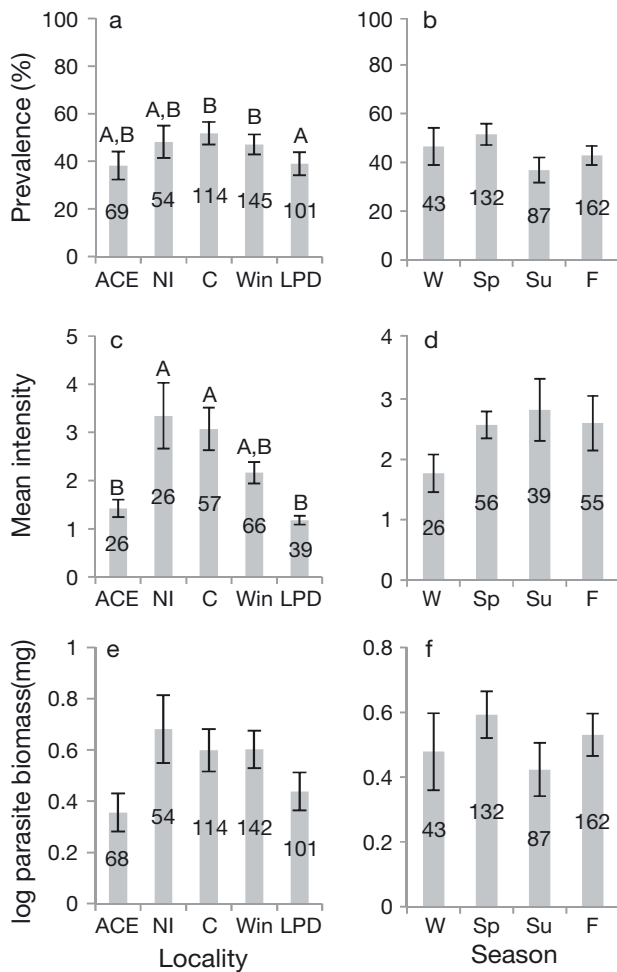 a
Prevalence (%)
100
80
60
40
20
0
A,B
A,B
B
B
A
69
54
114
145
101
ACE NI C Win LPD
b
100
80
60
40
20
0
43
132
87
162
W Sp Su F
c
Mean intensity
5
4
3
2
1
0
B
A
A
A,B
B
26
26
57
66
39
ACE NI C Win LPD
d
4
3
2
1
0
26
56
39
55
W Sp Su F
e
log parasite biomass(mg)
1
0.8
0.6
0.4
0.2
0
68
54
114
142
101
ACE NI C Win LPD
Locality
f
0.8
0.6
0.4
0.2
0
43
132
87
162
W Sp Su F
Season